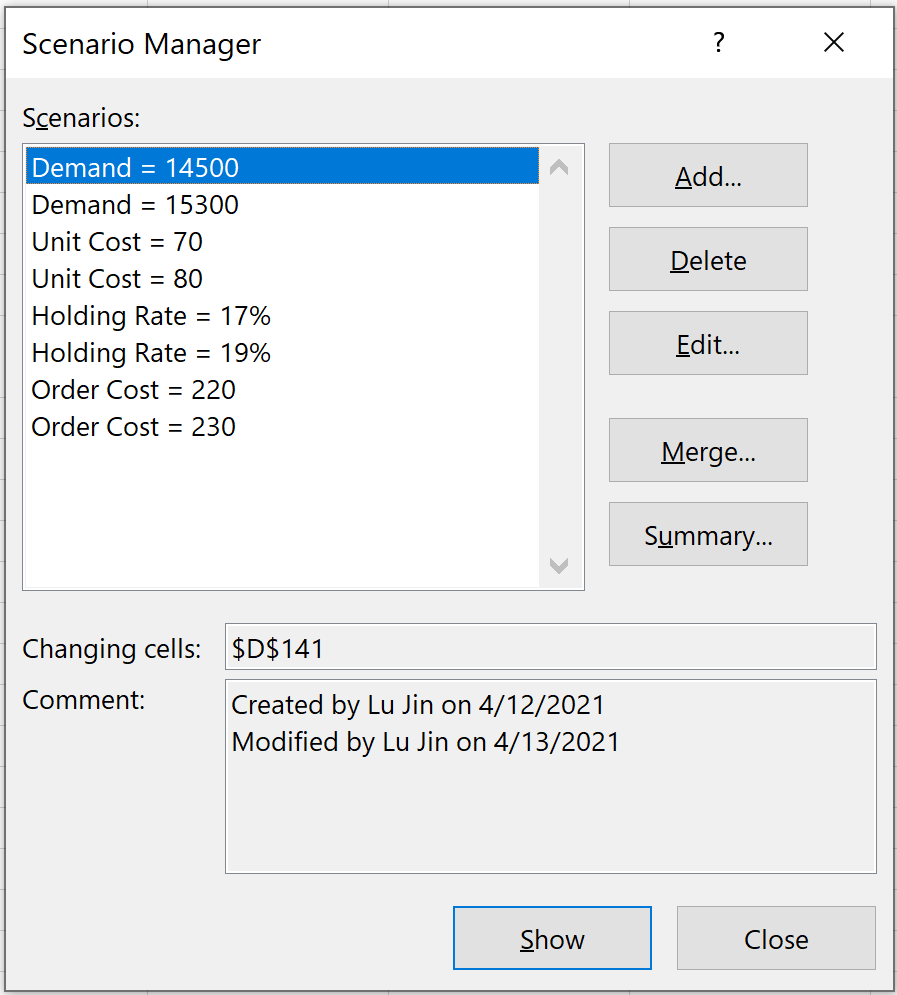 Scenario Manager
?
Scenarios:
Demand = 14500
Demand = 15300
Unit Cost = 70
Unit Cost = 80
Holding Rate = 17%
Holding Rate = 19%
Order Cost = 220
Order Cost = 230
Add...
Delete
Edit...
Merge...
Summary...
Changing cells: $D$141
Comment: Created by Lu Jin on 4/12/2021
Modified by Lu Jin on 4/13/2021
Show Close